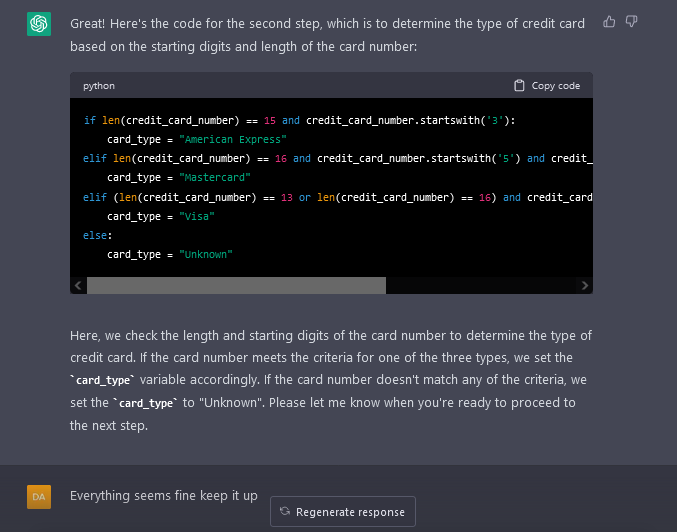 Great! Here's the code for the second step, which is to determine the type of credit card
based on the starting digits and length of the card number:
python
Copy code
if len(credit_card_number) == 15 and credit_card_number.startswith('3'):
    card_type = "American Express"
elif len(credit_card_number) == 16 and credit_card_number.startswith('5') and credit_
    card_type = "Mastercard"
elif (len(credit_card_number) == 13 or len(credit_card_number) == 16) and credit_card
    card_type = "Visa"
else:
    card_type = "Unknown"
Here, we check the length and starting digits of the card number to determine the type of
credit card. If the card number meets the criteria for one of the three types, we set the
`card_type` variable accordingly. If the card number doesn't match any of the criteria, we
set the `card_type` to "Unknown". Please let me know when you're ready to proceed to
the next step.
DA
Everything seems fine keep it up
Regenerate response